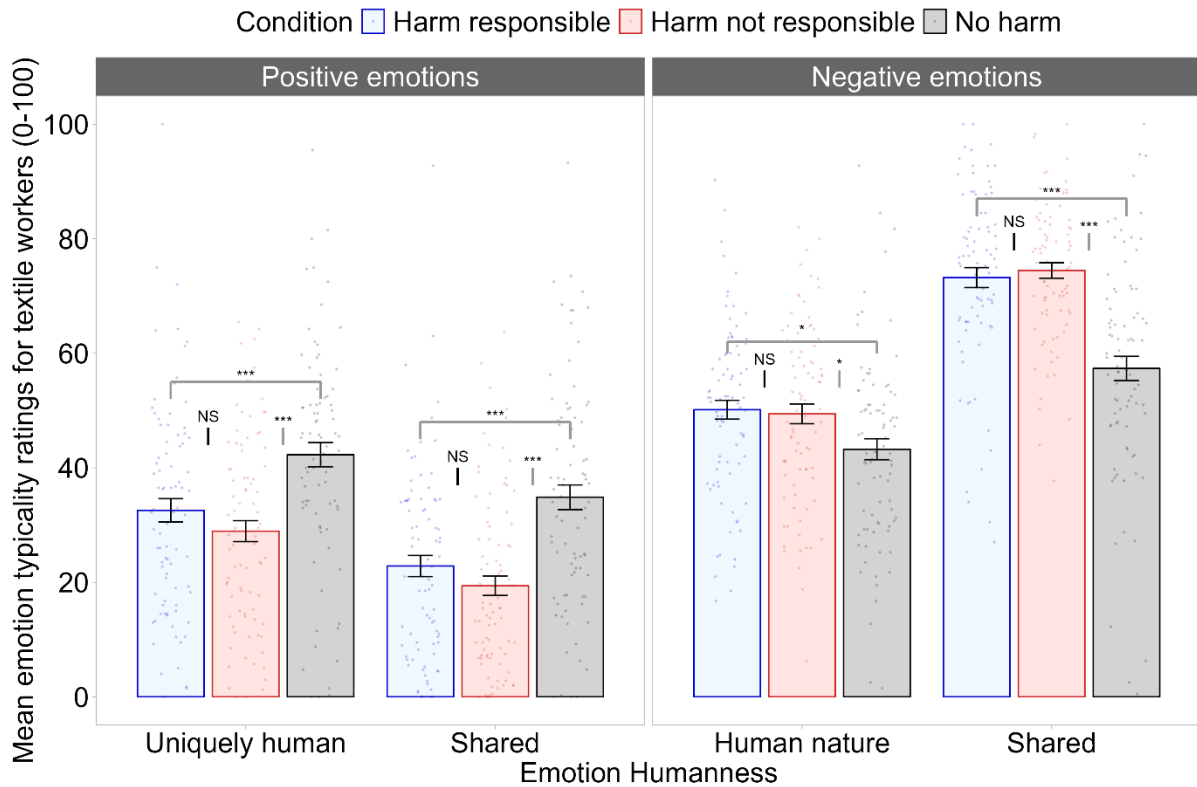 Condition Harm responsible Harm not responsible No harm
Positive emotions Negative emotions
Mean emotion typicality ratings for textile workers (0-100)
100
80
60
40
20
0
***
NS
***
***
NS
***
*
NS
*
***
NS
***
Uniquely human Shared Human nature Shared
Emotion Humanness